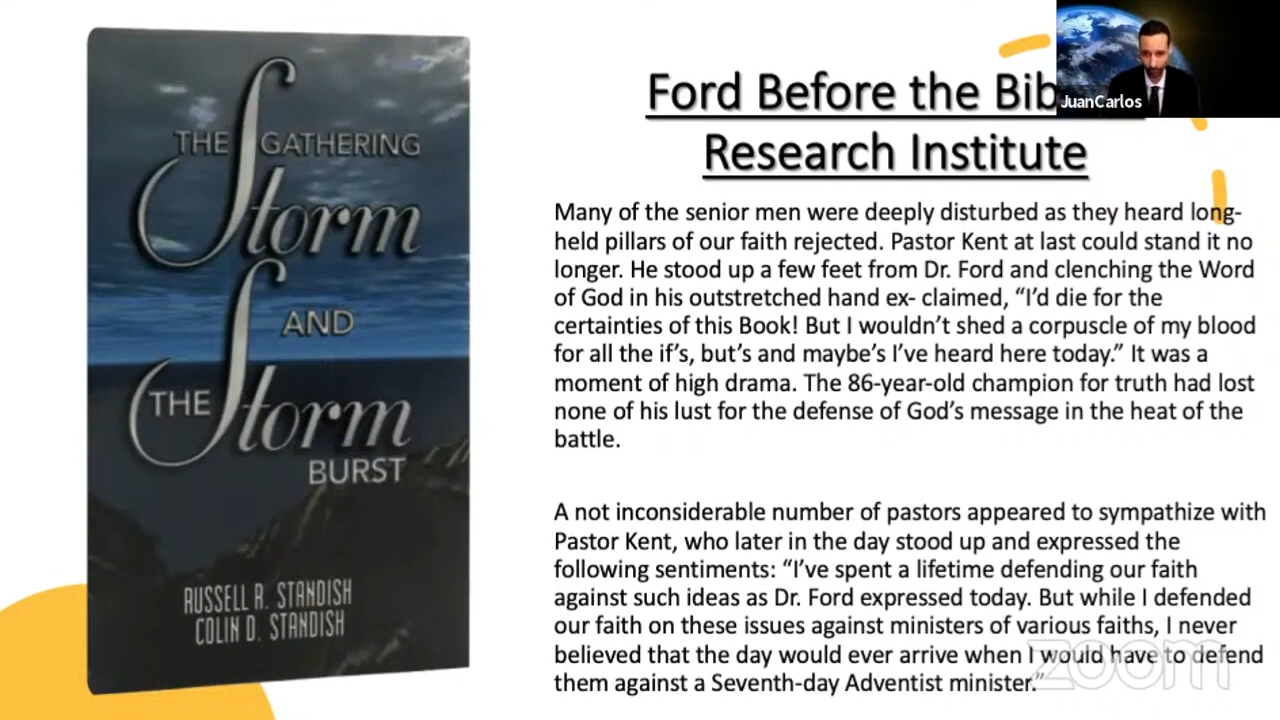 THE GATHERING
Storm
AND
THE Storm
BURST
RUSSELL R. STANDISH
COLIN D. STANDISH
Ford Before the Bib
Research Institute
JuanCarlos
Many of the senior men were deeply disturbed as they heard long-
held pillars of our faith rejected. Pastor Kent at last could stand it no
longer. He stood up a few feet from Dr. Ford and clenching the Word
of God in his outstretched hand ex- claimed, “I’d die for the
certainties of this Book! But I wouldn’t shed a corpuscle of my blood
for all the if’s, but’s and maybe’s I’ve heard here today.” It was a
moment of high drama. The 86-year-old champion for truth had lost
none of his lust for the defense of God’s message in the heat of the
battle.
A not inconsiderable number of pastors appeared to sympathize with
Pastor Kent, who later in the day stood up and expressed the
following sentiments: “I’ve spent a lifetime defending our faith
against such ideas as Dr. Ford expressed today. But while I defended
our faith on these issues against ministers of various faiths, I never
believed that the day would ever arrive when I would have to defend
them against a Seventh-day Adventist minister.”
zoom